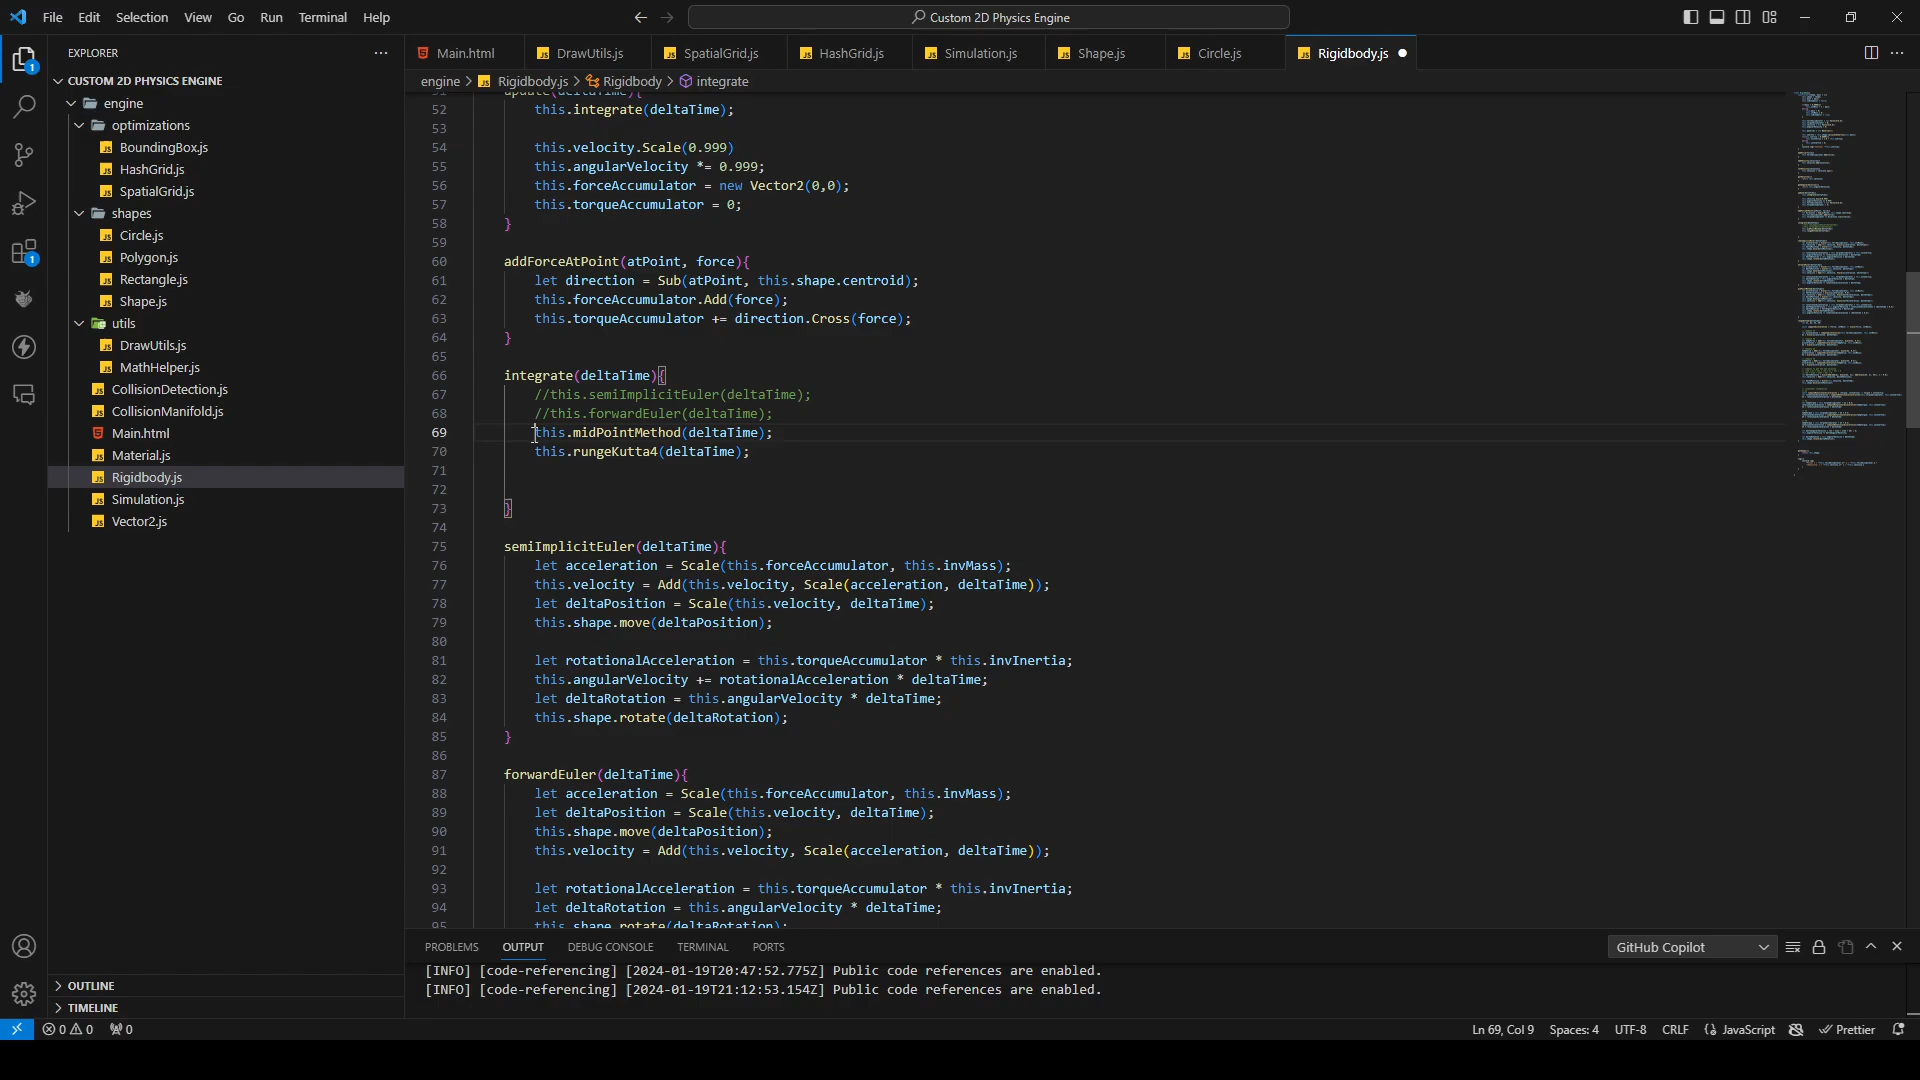 File Edit Selection View Go Run Terminal Help
Custom 2D Physics Engine
EXPLORER
CUSTOM 2D PHYSICS ENGINE
engine
optimizations
BoundingBox.js
HashGrid.js
SpatialGrid.js
shapes
Circle.js
Polygon.js
Rectangle.js
Shape.js
utils
DrawUtils.js
MathHelper.js
CollisionDetection.js
CollisionManifold.js
Main.html
Material.js
Rigidbody.js
Simulation.js
Vector2.js
OUTLINE
TIMELINE
Main.html DrawUtils.js SpatialGrid.js HashGrid.js Simulation.js Shape.js Circle.js Rigidbody.js
engine > Rigidbody.js > Rigidbody > integrate
51 update(deltaTime){
52 this.integrate(deltaTime);
53
54 this.velocity.Scale(0.999)
55 this.angularVelocity *= 0.999;
56 this.forceAccumulator = new Vector2(0,0);
57 this.torqueAccumulator = 0;
58 }
59
60 addForceAtPoint(atPoint, force){
61 let direction = Sub(atPoint, this.shape.centroid);
62 this.forceAccumulator.Add(force);
63 this.torqueAccumulator += direction.Cross(force);
64 }
65
66 integrate(deltaTime){
67 //this.semiImplicitEuler(deltaTime);
68 //this.forwardEuler(deltaTime);
69 this.midPointMethod(deltaTime);
70 this.rungeKutta4(deltaTime);
71
72
73 }
74
75 semiImplicitEuler(deltaTime){
76 let acceleration = Scale(this.forceAccumulator, this.invMass);
77 this.velocity = Add(this.velocity, Scale(acceleration, deltaTime));
78 let deltaPosition = Scale(this.velocity, deltaTime);
79 this.shape.move(deltaPosition);
80
81 let rotationalAcceleration = this.torqueAccumulator * this.invInertia;
82 this.angularVelocity += rotationalAcceleration * deltaTime;
83 let deltaRotation = this.angularVelocity * deltaTime;
84 this.shape.rotate(deltaRotation);
85 }
86
87 forwardEuler(deltaTime){
88 let acceleration = Scale(this.forceAccumulator, this.invMass);
89 let deltaPosition = Scale(this.velocity, deltaTime);
90 this.shape.move(deltaPosition);
91 this.velocity = Add(this.velocity, Scale(acceleration, deltaTime));
92
93 let rotationalAcceleration = this.torqueAccumulator * this.invInertia;
94 let deltaRotation = this.angularVelocity * deltaTime;
95 this.shape.rotate(deltaRotation);
PROBLEMS OUTPUT DEBUG CONSOLE TERMINAL PORTS
GitHub Copilot
[INFO] [code-referencing] [2024-01-19T20:47:52.775Z] Public code references are enabled.
[INFO] [code-referencing] [2024-01-19T21:12:53.154Z] Public code references are enabled.
0 0 0
Ln 69, Col 9 Spaces: 4 UTF-8 CRLF JavaScript Prettier